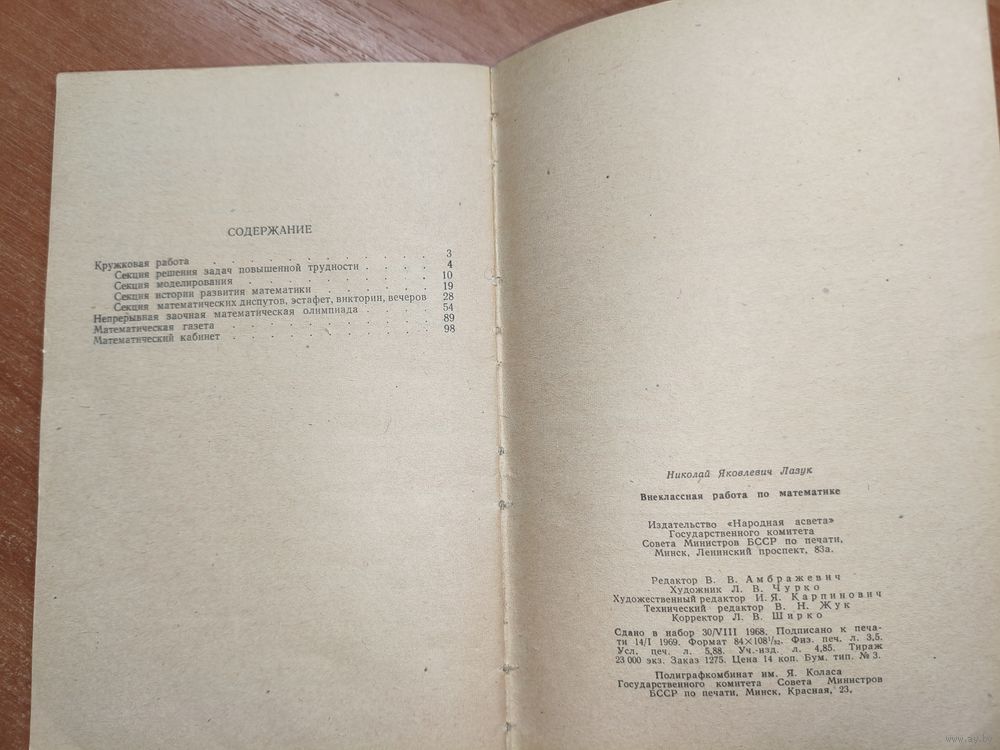 СОДЕРЖАНИЕ
Кружковая работа . . . . . . . . . . . 3
Секция решения задач повышенной трудности . . . . 4
Секция моделирования . . . . . . . . . . 10
Секция истории развития математики . . . . . . 19
Секция математических диспутов, эстафет, викторин, вечеров 28
Непрерывная заочная математическая олимпиада . . . . 54
Математическая газета . . . . . . . . . . 89
Математический кабинет . . . . . . . . . . 98
Николай Яковлевич Лазук
Внеклассная работа по математике
Издательство «Народная асвета»
Государственного комитета
Совета Министров БССР по печати,
Минск, Ленинский проспект, 83а.
Редактор В. В. Амбражевич
Художник Л. В. Чурко
Художественный редактор И. Я. Карпинович
Технический редактор В. Н. Жук
Корректор Л. В. Ширко
Сдано в набор 30/VIII 1968. Подписано к печа-
ти 14/I 1969. Формат 84×108¹/₃₂. Физ. печ. л. 3,5.
Усл. печ. л. 5,88. Уч.-изд. л. 4,85. Тираж
23 000 экз. Заказ 1275. Цена 14 коп. Бум. тип. № 3.
Полиграфкомбинат им. Я. Коласа
Государственного комитета Совета Министров
БССР по печати, Минск, Красная, 23.
www.ay.by